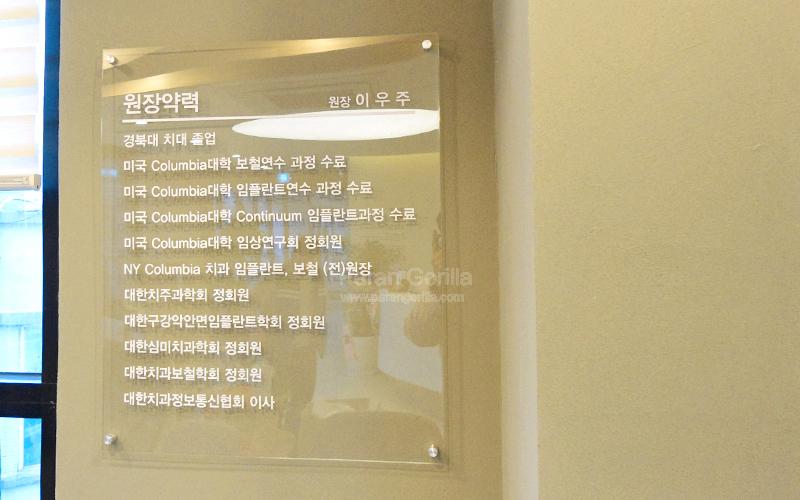 원장약력 원장 이우주
경북대 치대 졸업
미국 Columbia대학 보철연수 과정 수료
미국 Columbia대학 임플란트연수 과정 수료
미국 Columbia대학 Continuum 임플란트과정 수료
미국 Columbia대학 임상연구회 정회원
NY Columbia 치과 임플란트, 보철 (전)원장
Paran Gorilla
www.parangorilla.com
대한치주과학회 정회원
대한구강악안면임플란트학회 정회원
대한심미치과학회 정회원
대한치과보철학회 정회원
대한치과정보통신협회 이사